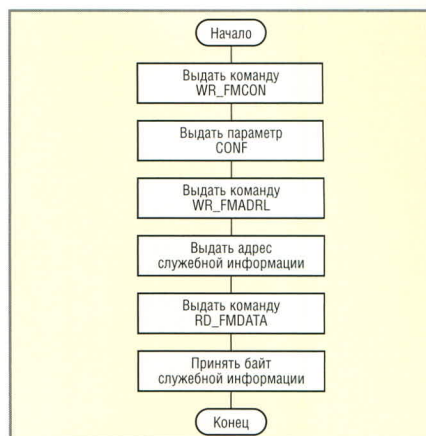 Начало
Выдать команду
WR_FMCON
Выдать параметр
CONF
Выдать команду
WR_FMADRL
Выдать адрес
служебной информации
Выдать команду
RD_FMDATA
Принять байт
служебной информации
Конец